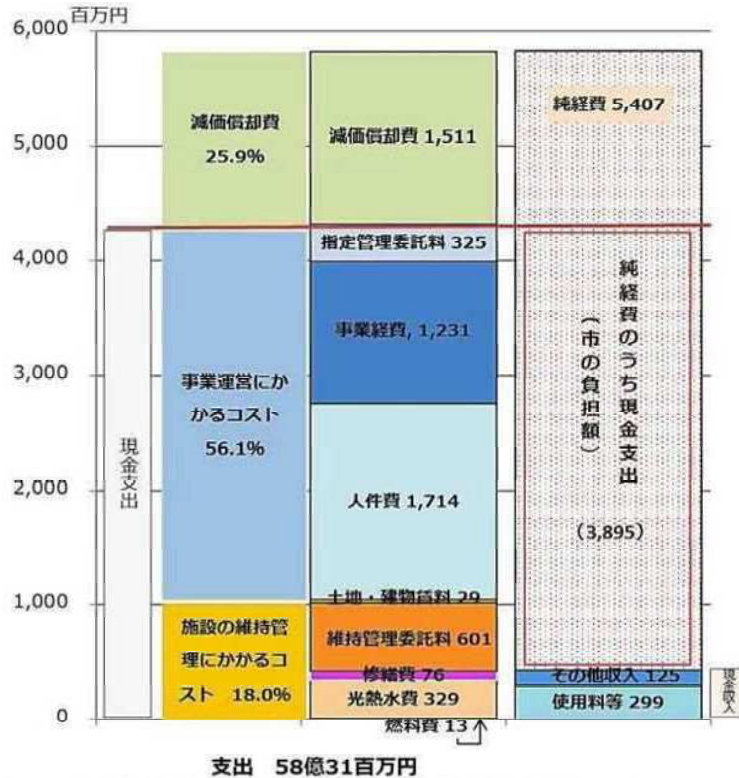 百万円
6,000
5,000
4,000
3,000
2,000
1,000
0
現金支出
減価償却費
25.9%
事業運営にか
かるコスト
56.1%
施設の維持管
理にかかるコ
スト 18.0%
減価償却費 1,511
指定管理委託料 325
事業経費, 1,231
人件費 1,714
土地・建物賃料 29
維持管理委託料 601
修繕費 76
光熱水費 329
燃料費 13
純経費 5,407
純経費のうち現金支出
(市の負担額)
(3,895)
その他収入 125
使用料等 299
現金収入
支出 58億31百万円